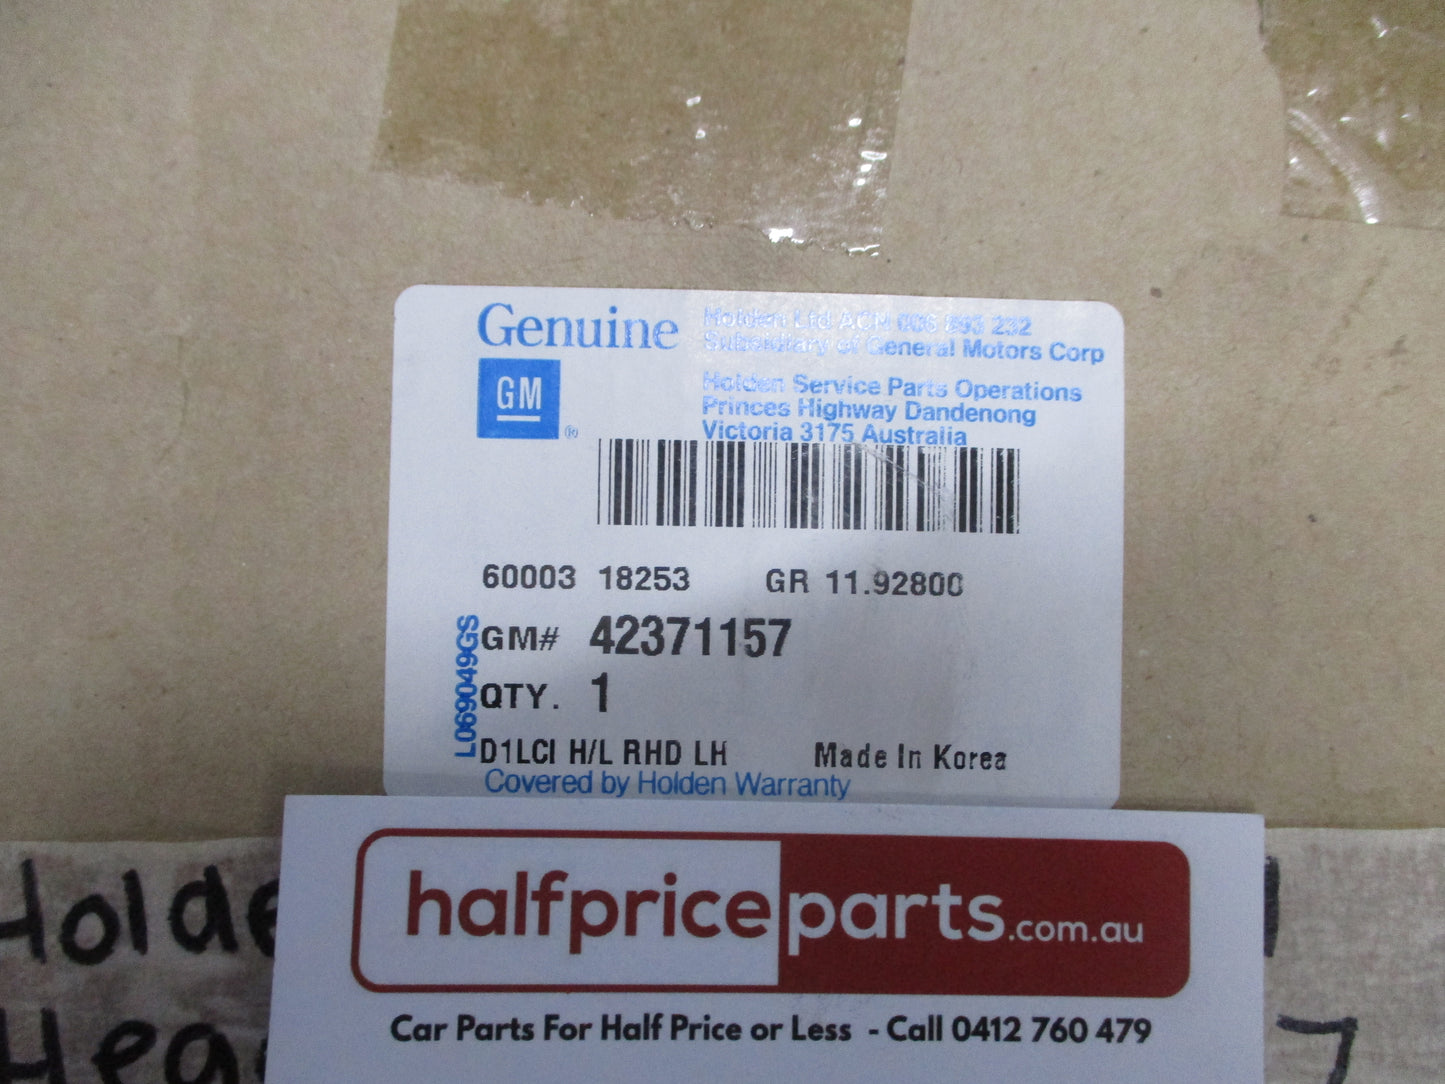 Genuine
GM
®
Holden Ltd ACN 006 893 232
Subsidiary of General Motors Corp
Holden Service Parts Operations
Princes Highway Dandenong
Victoria 3175 Australia
60003 18253 GR 11.92800
GM# 42371157
QTY. 1
D1LCI H/L RHD LH Made In Korea
L069049GS
Covered by Holden Warranty
halfpriceparts.com.au
Car Parts For Half Price or Less - Call 0412 760 479
Holde
Hea